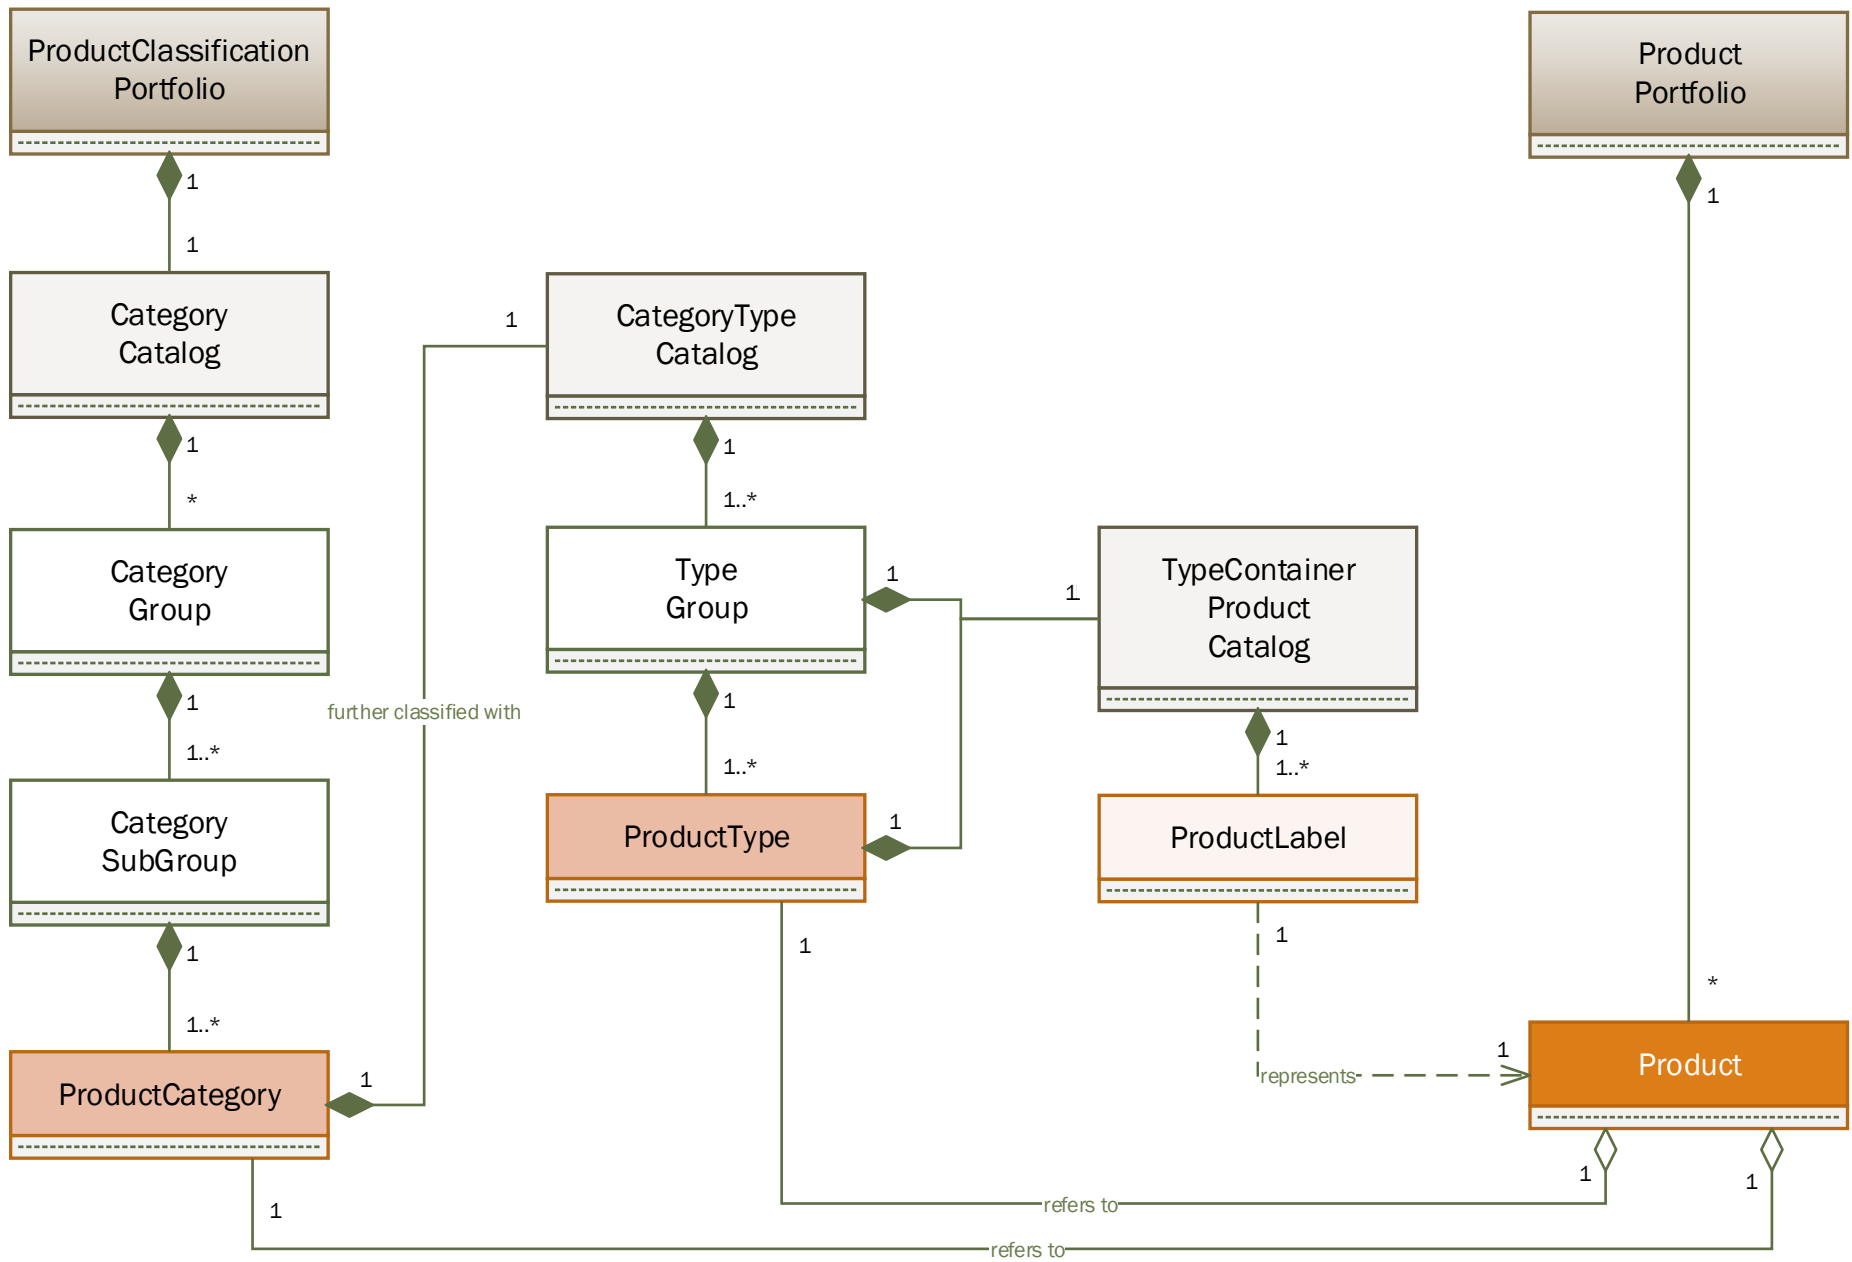 ProductClassification
Portfolio
Product
Portfolio
1
1
1
Category
Catalog
1
CategoryType
Catalog
1
*
1
1..*
Category
Group
Type
Group
1
1
TypeContainer
Product
Catalog
1
1..*
further classified with
1
1..*
1
1..*
Category
SubGroup
ProductType
1
ProductLabel
1
1..*
1
1
*
ProductCategory
1
represents
1
Product
1
refers to
1
1
refers to
1